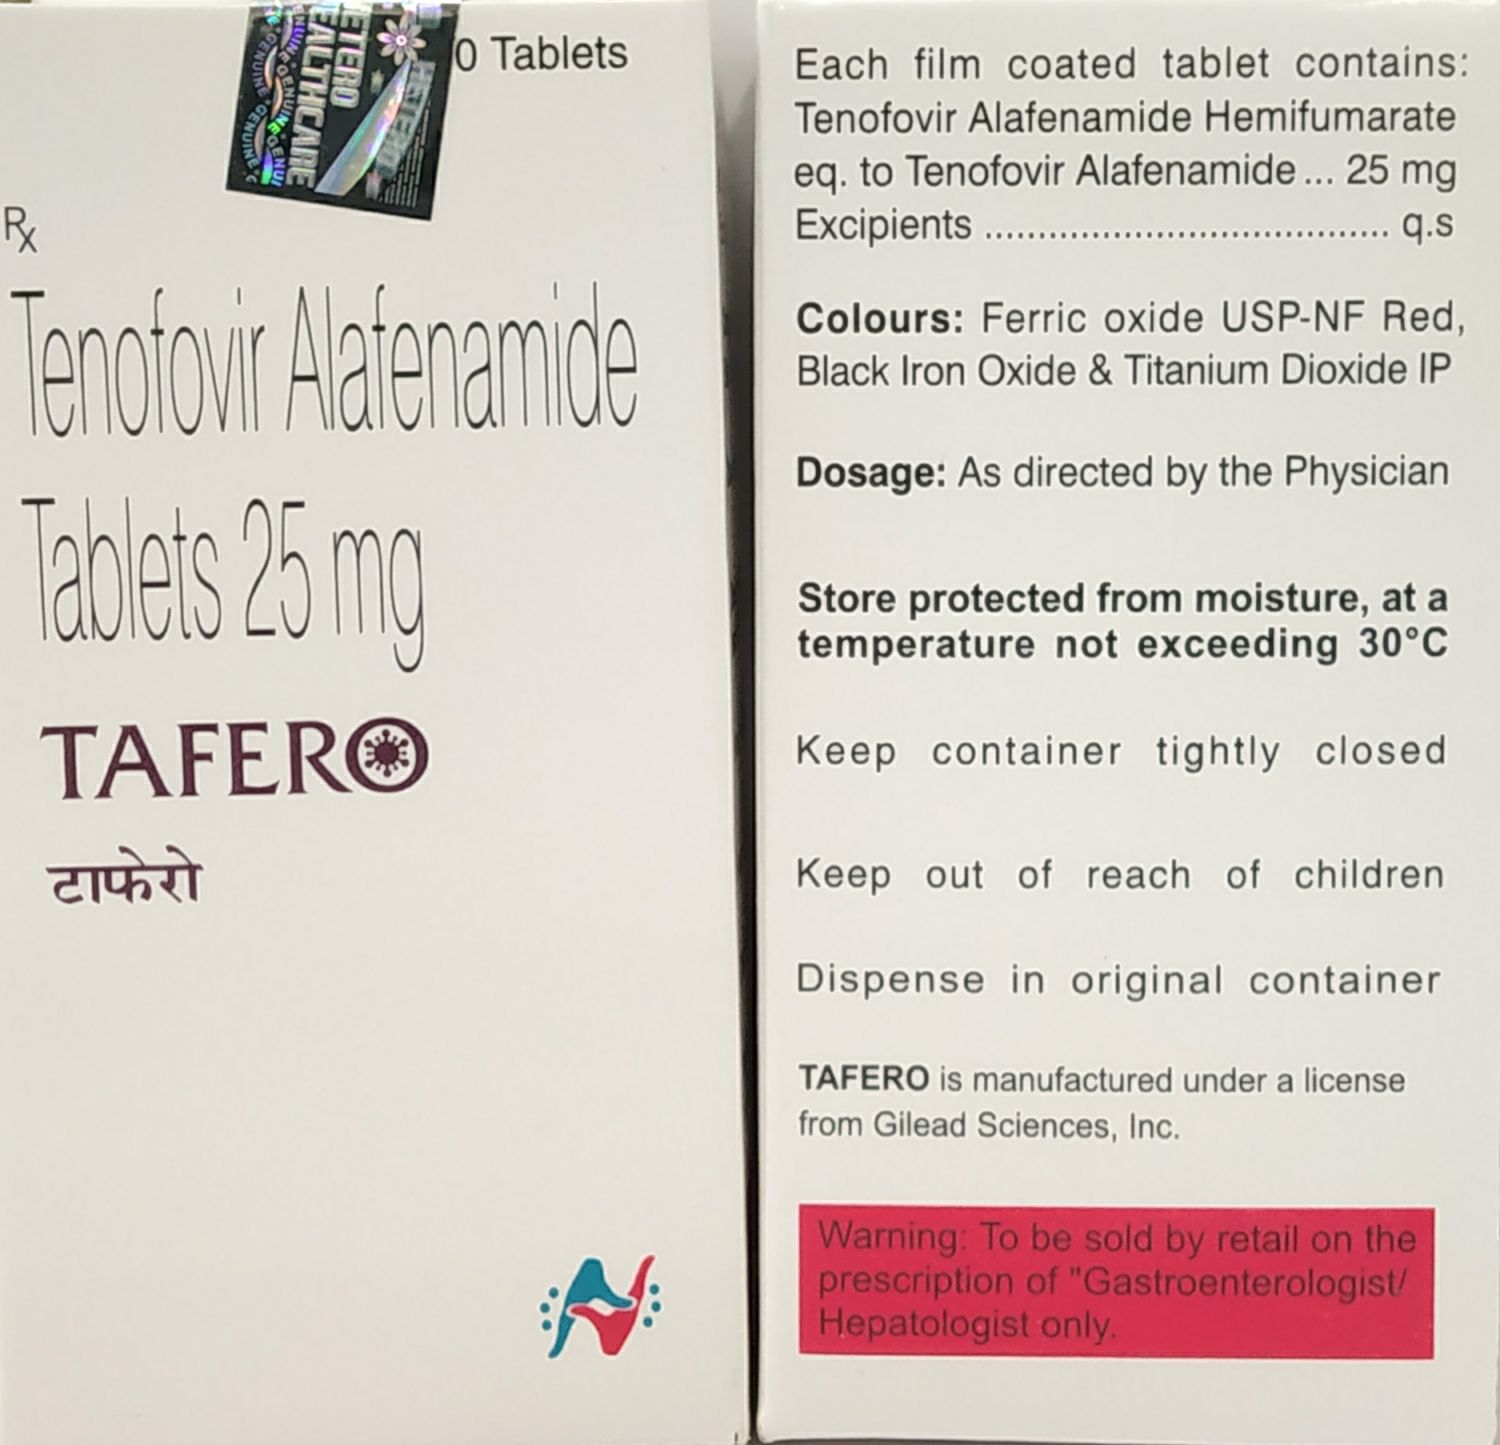 0 Tablets
HETERO
HEALTHCARE
GENUINE GENUINE
Rx
Tenofovir Alafenamide
Tablets 25 mg
TAFERO
टाफेरो
Each film coated tablet contains:
Tenofovir Alafenamide Hemifumarate
eq. to Tenofovir Alafenamide ... 25 mg
Excipients ....................................... q.s
Colours: Ferric oxide USP-NF Red,
Black Iron Oxide & Titanium Dioxide IP
Dosage: As directed by the Physician
Store protected from moisture, at a
temperature not exceeding 30°C
Keep container tightly closed
Keep out of reach of children
Dispense in original container
TAFERO is manufactured under a license
from Gilead Sciences, Inc.
Warning: To be sold by retail on the
prescription of "Gastroenterologist/
Hepatologist only.